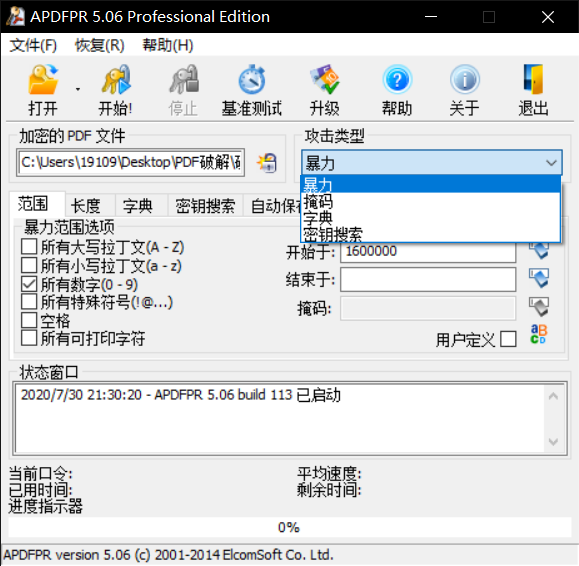 APDFPR 5.06 Professional Edition
文件(F) 恢复(R) 帮助(H)
打开 开始! 停止 基准测试 升级 帮助 关于 退出
加密的 PDF 文件 攻击类型
C:\Users\19109\Desktop\PDF破解\ 暴力
暴力
掩码
字典
密钥搜索
范围 长度 字典 密钥搜索 自动保存
暴力范围选项
所有大写拉丁文(A - Z)
所有小写拉丁文(a - z)
所有数字(0 - 9)
所有特殊符号(!@...)
空格
所有可打印字符
开始于: 1600000
结束于:
掩码:
用户定义
状态窗口
2020/7/30 21:30:20 - APDFPR 5.06 build 113 已启动
当前口令: 平均速度:
已用时间: 剩余时间:
进度指示器
0%
APDFPR version 5.06 (c) 2001-2014 ElcomSoft Co. Ltd.